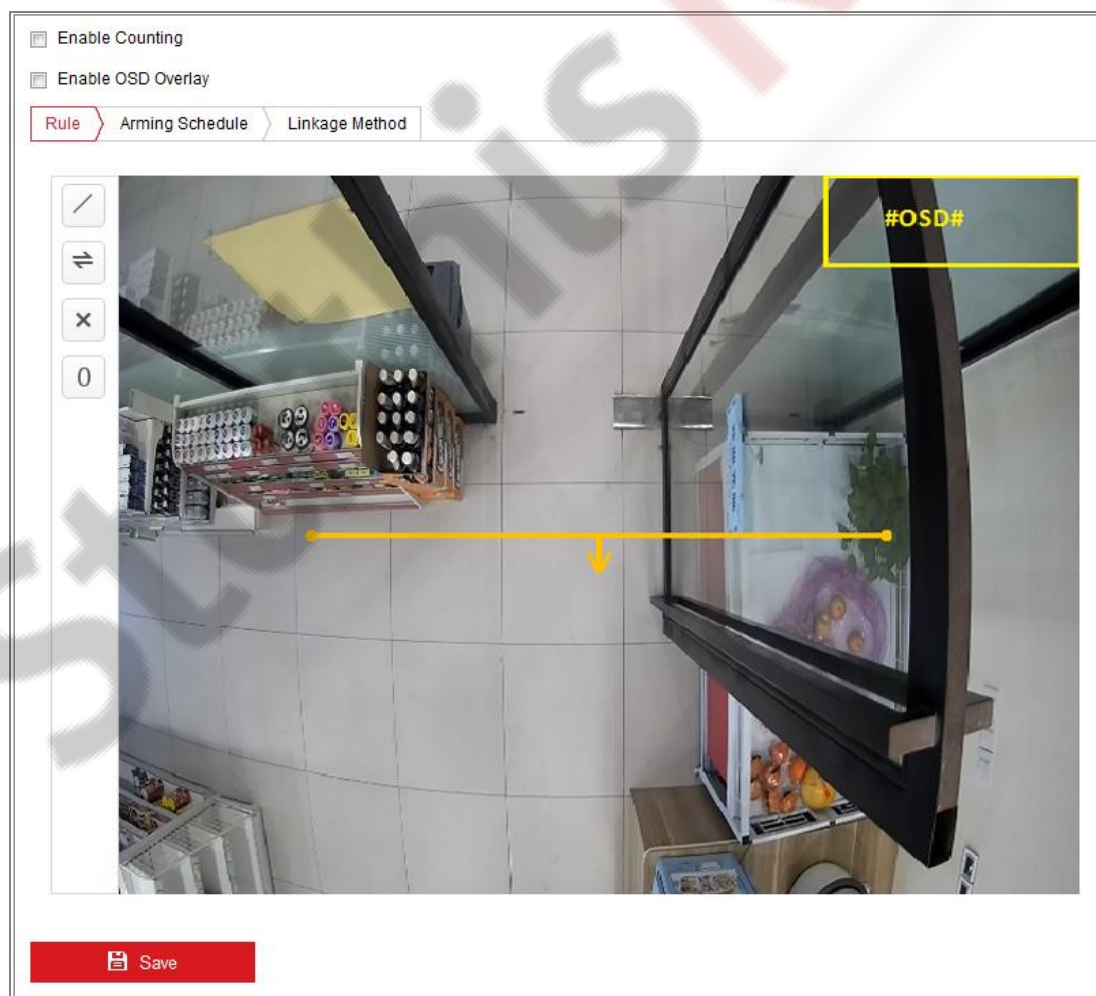 Enable Counting
Enable OSD Overlay
Rule
Arming Schedule
Linkage Method
#OSD#
0
Save